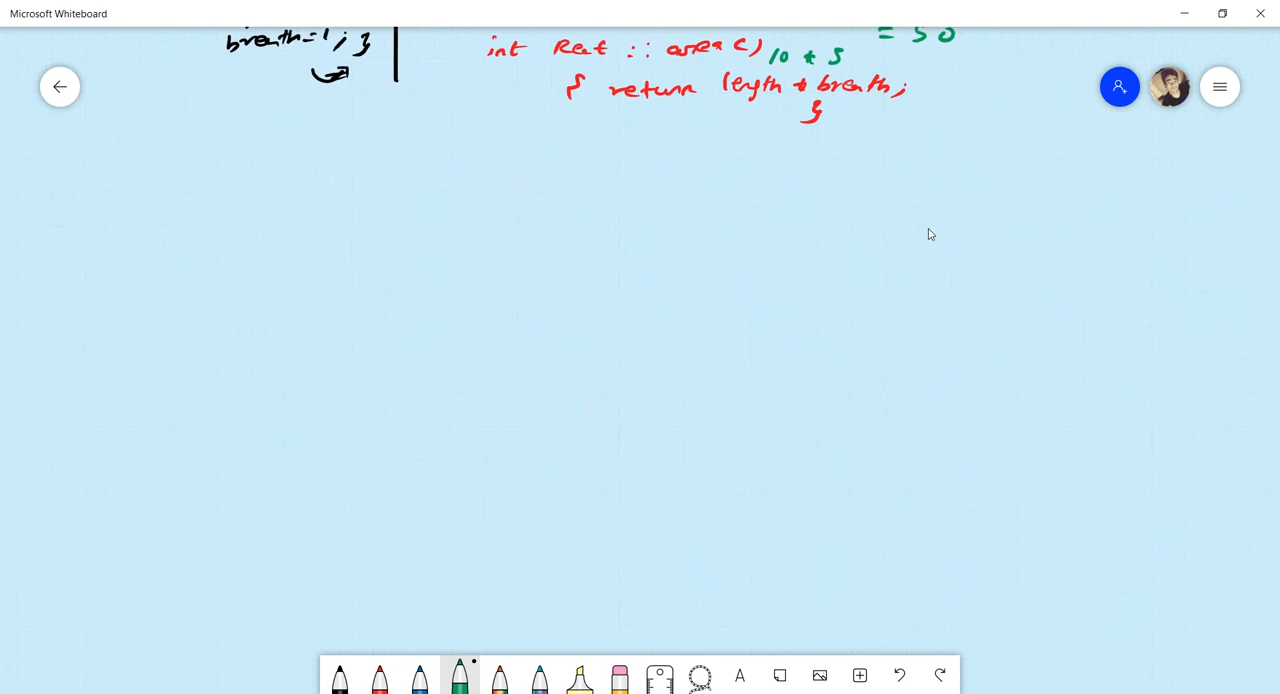 Microsoft Whiteboard
breath=1; }
int Rect :: area()
10 * 5
= 50
{ return length * breath;
}
A